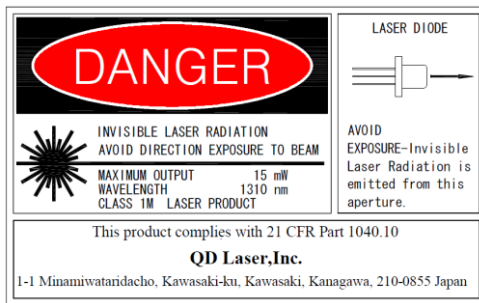 DANGER
INVISIBLE LASER RADIATION
AVOID DIRECTION EXPOSURE TO BEAM
MAXIMUM OUTPUT 15 mW
WAVELENGTH 1310 nm
CLASS 1M LASER PRODUCT
LASER DIODE
AVOID
EXPOSURE-Invisible
Laser Radiation is
emitted from this
aperture.
This product complies with 21 CFR Part 1040.10
QD Laser,Inc.
1-1 Minamiwataridacho, Kawasaki-ku, Kawasaki, Kanagawa, 210-0855 Japan